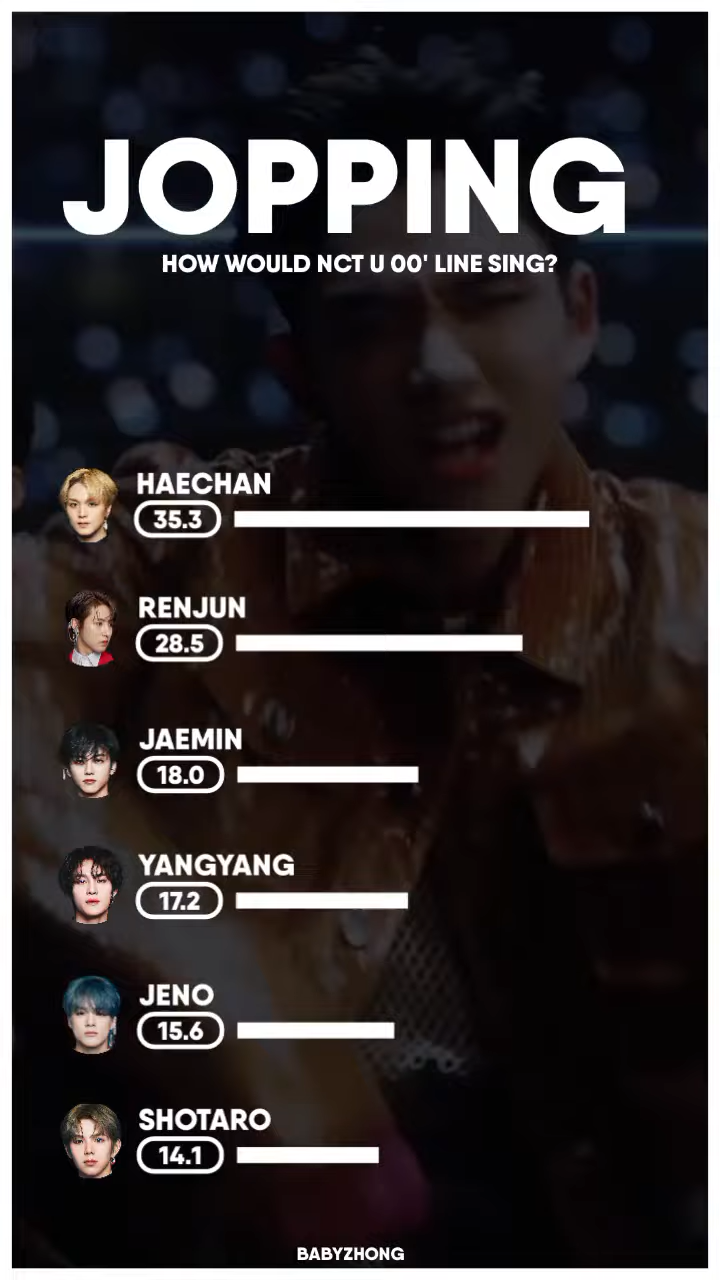 JOPPING
HOW WOULD NCT U 00' LINE SING?
HAECHAN
35.3
RENJUN
28.5
JAEMIN
18.0
YANGYANG
17.2
JENO
15.6
SHOTARO
14.1
BABYZHONG